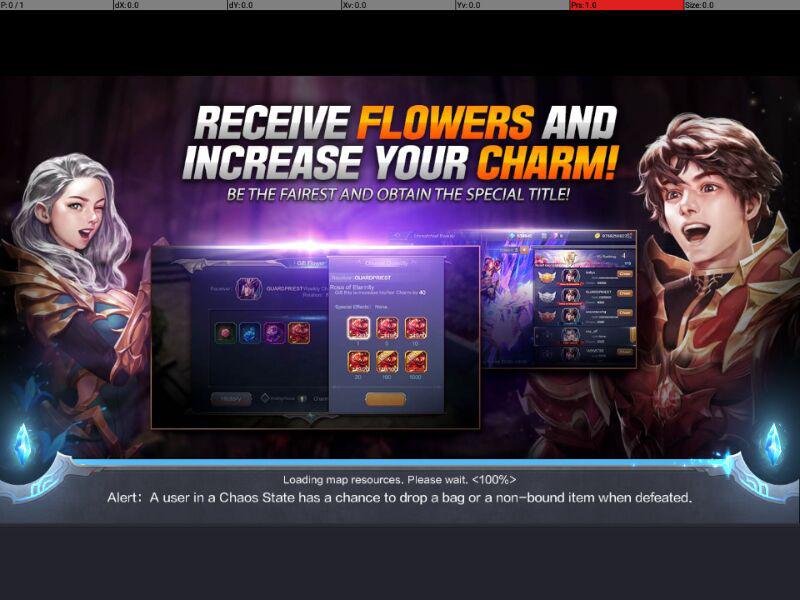 P: 0 / 1 dX: 0.0 dY: 0.0 Xv: 0.0 Yv: 0.0 Prs: 1.0 Size: 0.0
RECEIVE FLOWERS AND
INCREASE YOUR CHARM!
BE THE FAIREST AND OBTAIN THE SPECIAL TITLE!
Gift Flower
Receiver: GUARDPRIEST
Rose of Eternity
Gift this to increase his/her Charm by 40
Special Effects: None
1
10
20
100
1000
GUARDPRIEST
History
GUARDPRIEST
Loading map resources. Please wait. <100%>
Alert: A user in a Chaos State has a chance to drop a bag or a non-bound item when defeated.